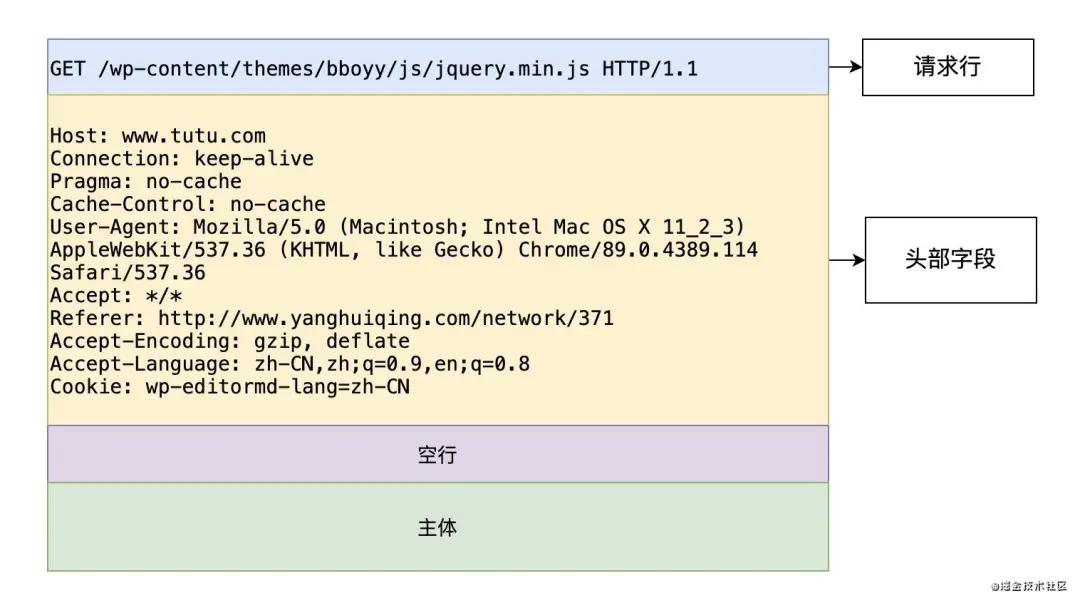 GET /wp-content/themes/bboyy/js/jquery.min.js HTTP/1.1
请求行
Host: www.tutu.com
Connection: keep-alive
Pragma: no-cache
Cache-Control: no-cache
User-Agent: Mozilla/5.0 (Macintosh; Intel Mac OS X 11_2_3)
AppleWebKit/537.36 (KHTML, like Gecko) Chrome/89.0.4389.114
Safari/537.36
Accept: */*
Referer: http://www.yanghuiqing.com/network/371
Accept-Encoding: gzip, deflate
Accept-Language: zh-CN,zh;q=0.9,en;q=0.8
Cookie: wp-editormd-lang=zh-CN
头部字段
空行
主体
@掘金技术社区